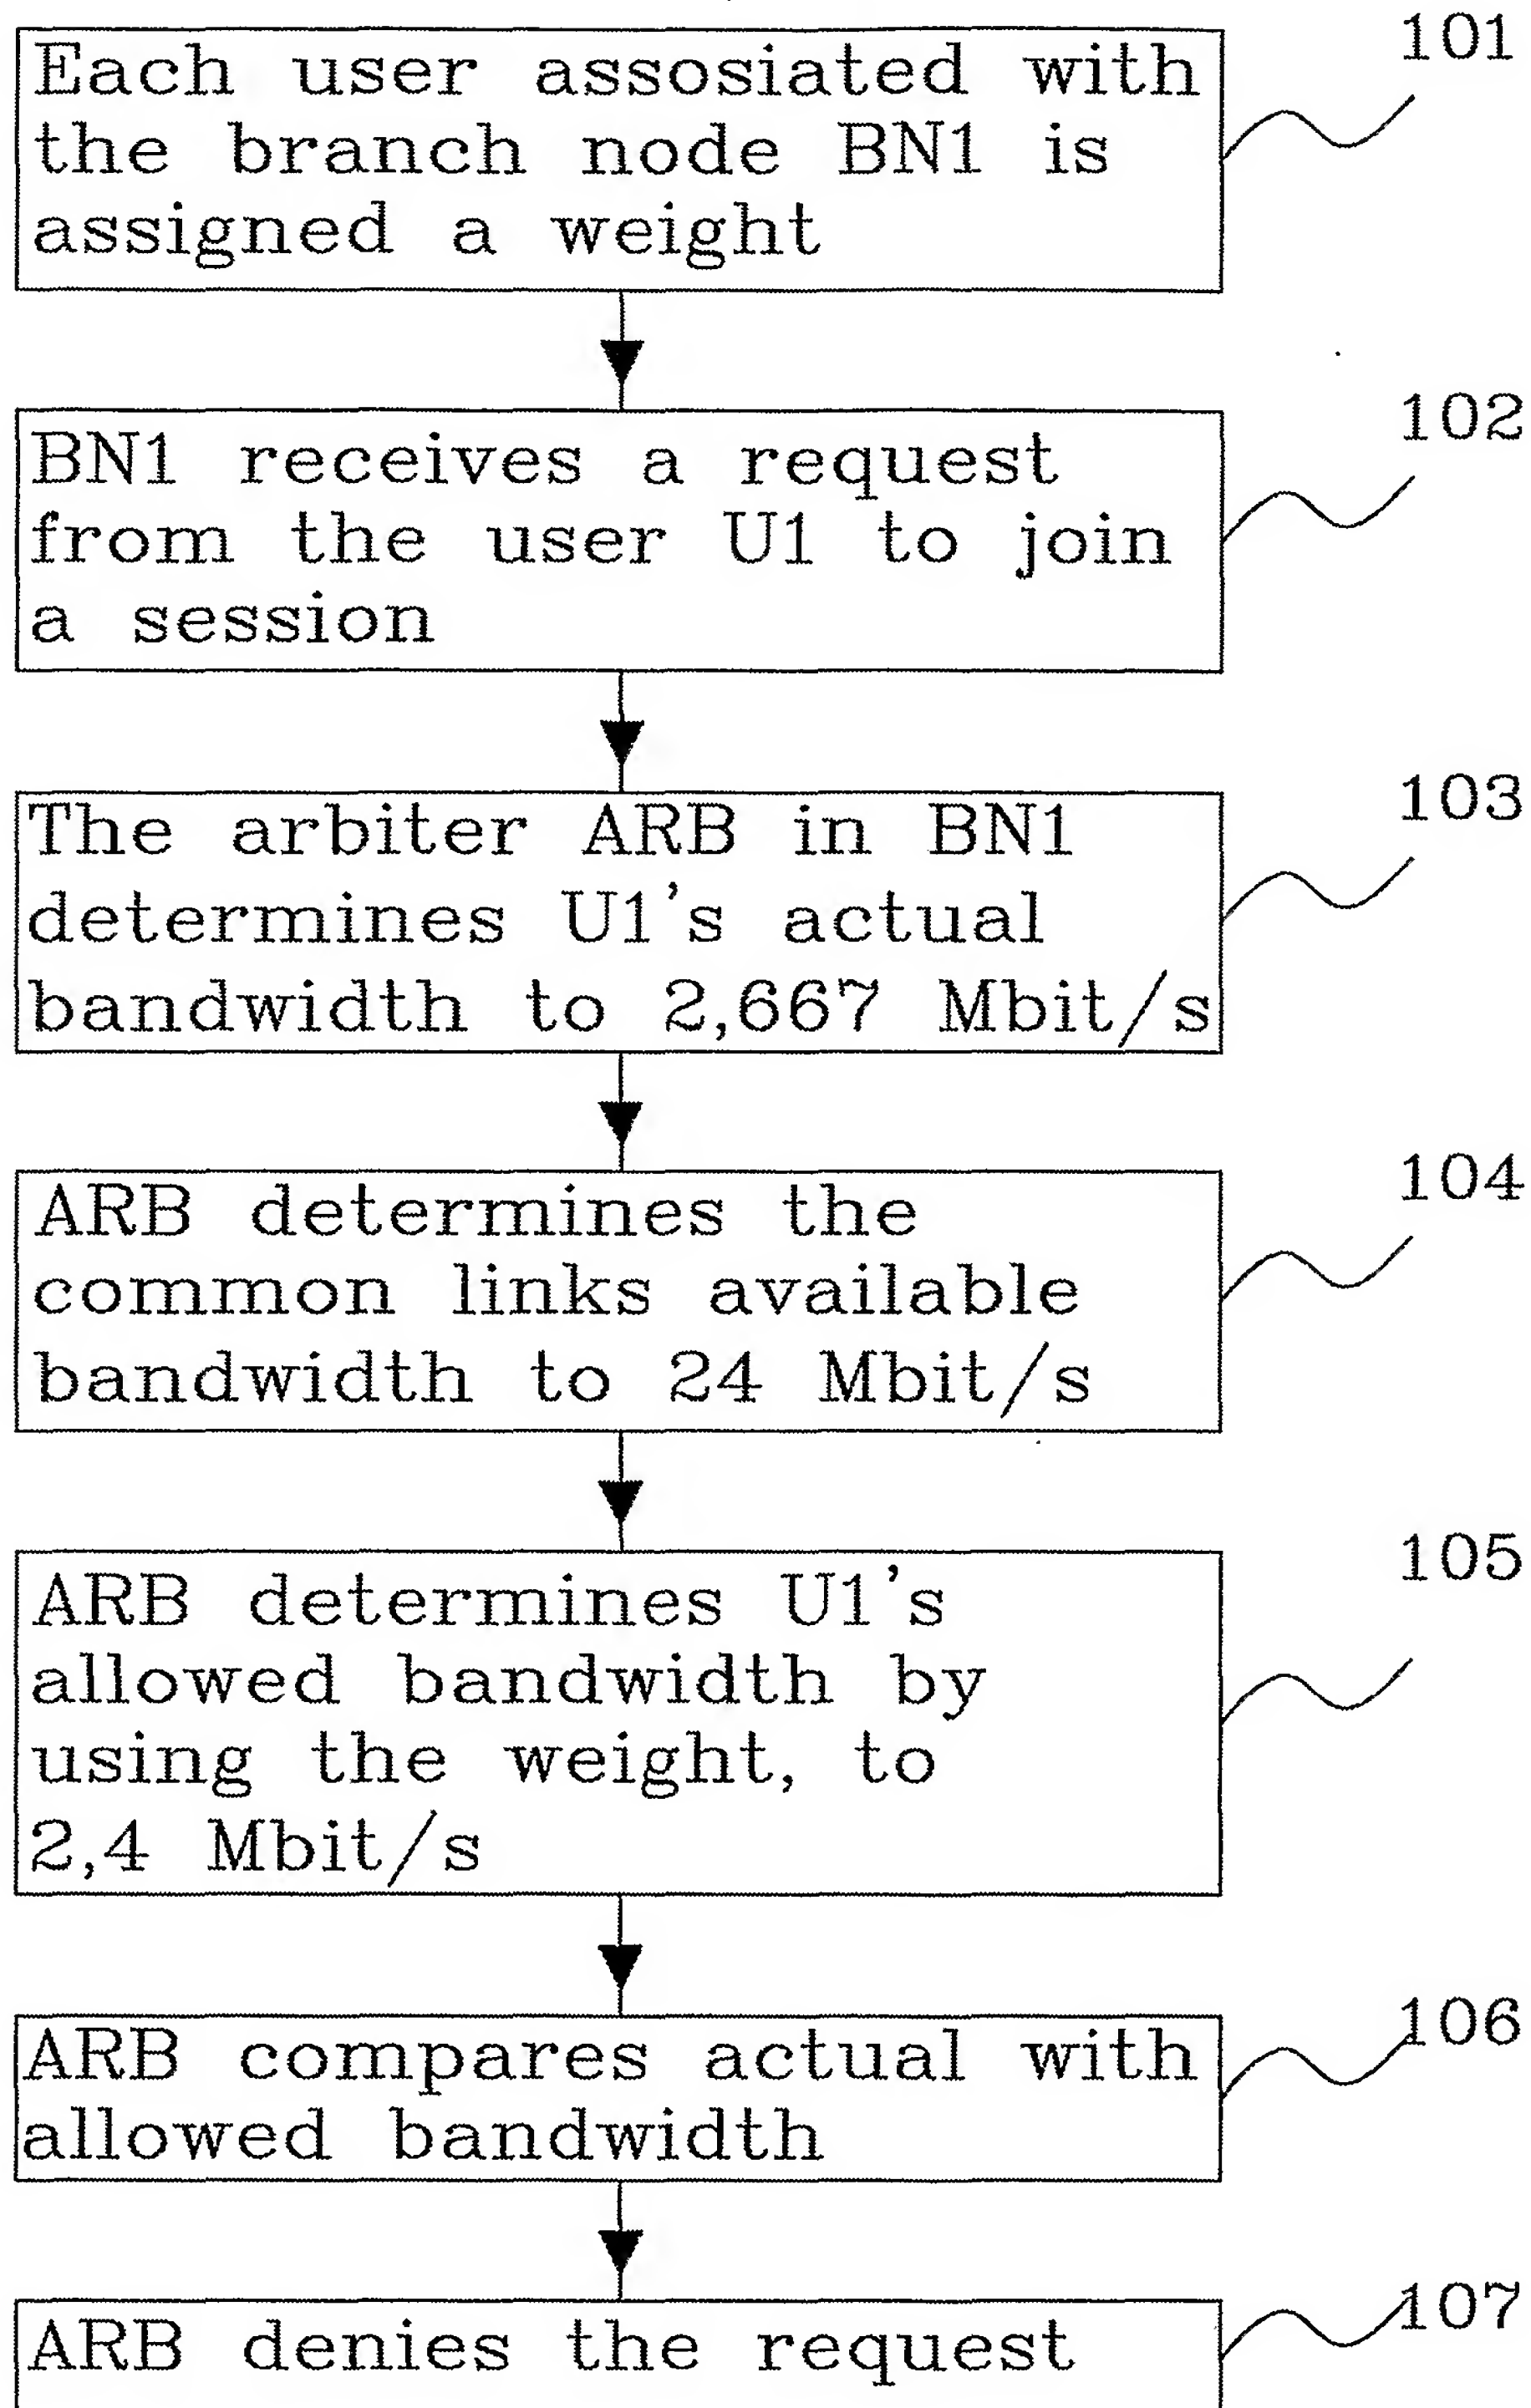 101
Each user assosiated with
the branch node BN1 is
assigned a weight
102
BN1 receives a request
from the user U1 to join
a session
103
The arbiter ARB in BN1
determines U1's actual
bandwidth to 2,667 Mbit/s
104
ARB determines the
common links available
bandwidth to 24 Mbit/s
105
ARB determines U1's
allowed bandwidth by
using the weight, to
2,4 Mbit/s
106
ARB compares actual with
allowed bandwidth
107
ARB denies the request